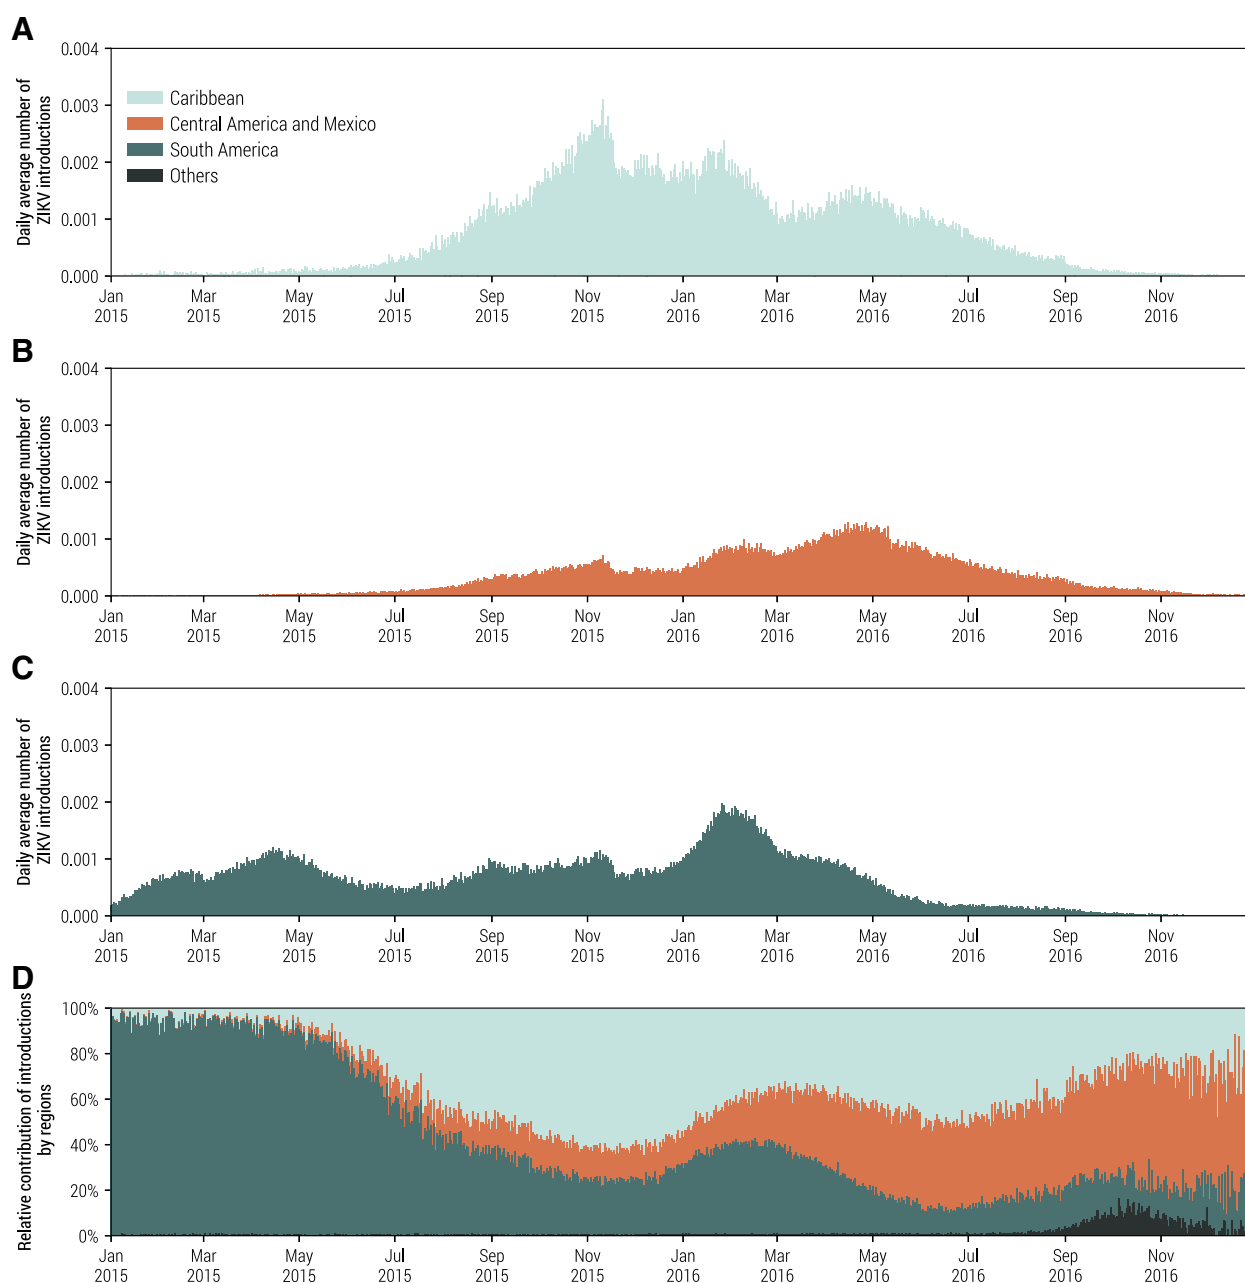 A
Daily average number of
ZIKV introductions
0.004
0.003
0.002
0.001
0.000
Caribbean
Central America and Mexico
South America
Others
Jan Mar May Jul Sep Nov Jan Mar May Jul Sep Nov
2015 2015 2015 2015 2015 2015 2016 2016 2016 2016 2016 2016
B
Daily average number of
ZIKV introductions
0.004
0.003
0.002
0.001
0.000
Jan Mar May Jul Sep Nov Jan Mar May Jul Sep Nov
2015 2015 2015 2015 2015 2015 2016 2016 2016 2016 2016 2016
C
Daily average number of
ZIKV introductions
0.004
0.003
0.002
0.001
0.000
Jan Mar May Jul Sep Nov Jan Mar May Jul Sep Nov
2015 2015 2015 2015 2015 2015 2016 2016 2016 2016 2016 2016
D
Relative contribution of introductions
by regions
100%
80%
60%
40%
20%
0%
Jan Mar May Jul Sep Nov Jan Mar May Jul Sep Nov
2015 2015 2015 2015 2015 2015 2016 2016 2016 2016 2016 2016